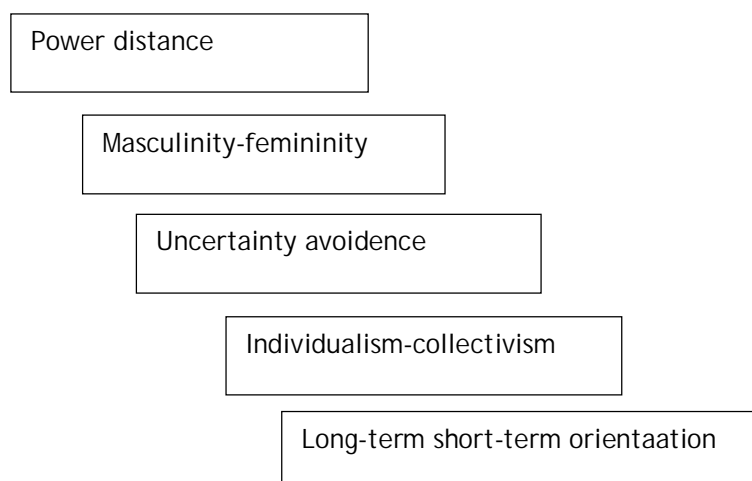 Power distance
Masculinity-femininity
Uncertainty avoidence
Individualism-collectivism
Long-term short-term orientaation